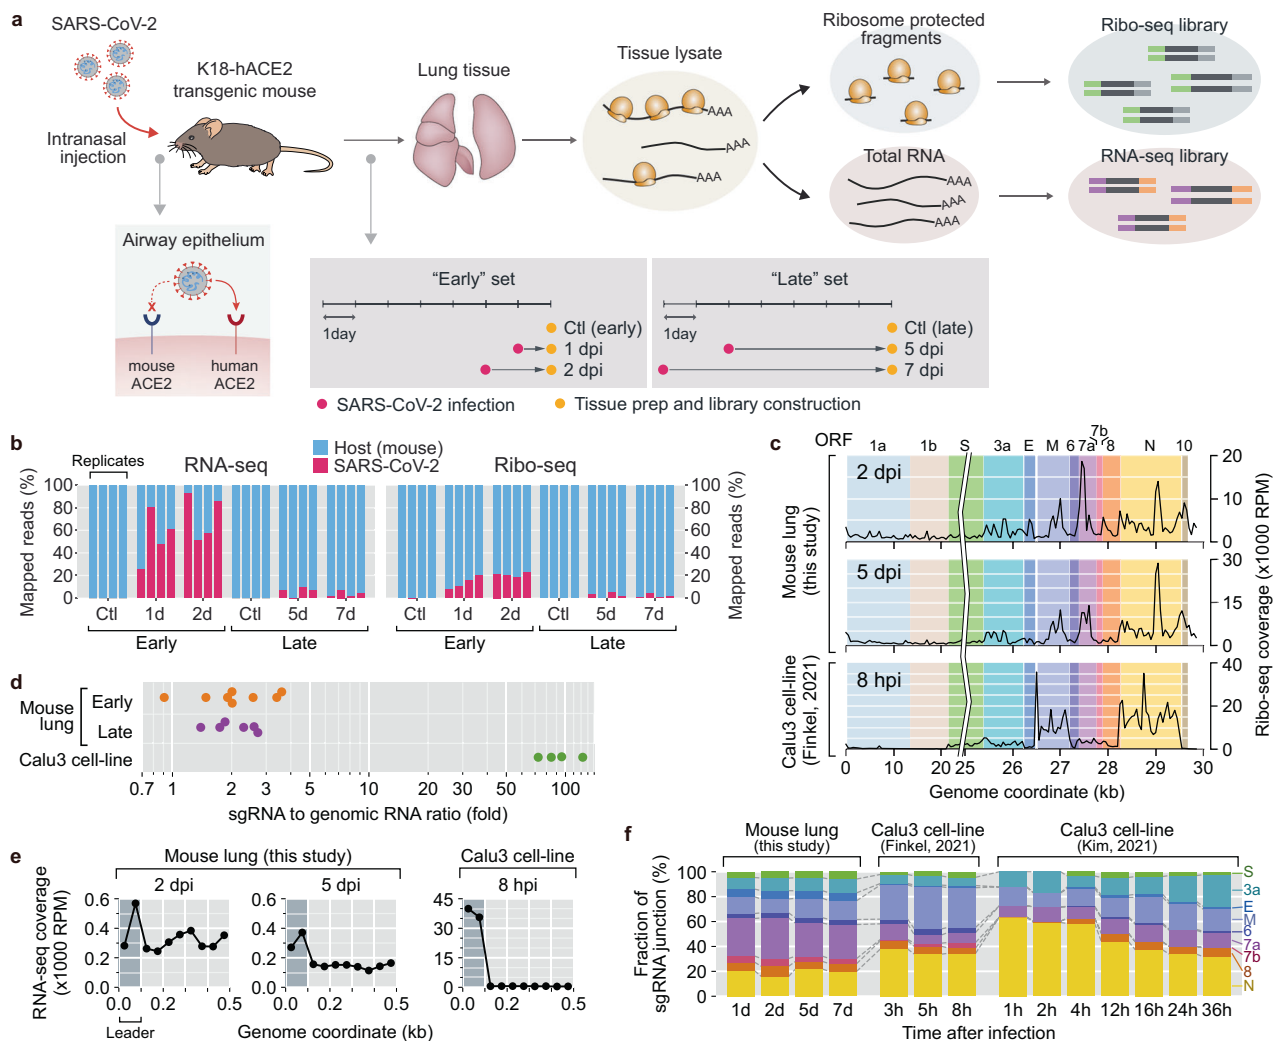 a
SARS-CoV-2
K18-hACE2
transgenic mouse
Intranasal
injection
Lung tissue
Tissue lysate
AAA
AAA
AAA
Ribosome protected
fragments
Ribo-seq library
Total RNA
AAA
AAA
AAA
RNA-seq library
Airway epithelium
x
mouse
ACE2
human
ACE2
“Early” set
1day
Ctl (early)
1 dpi
2 dpi
“Late” set
1day
Ctl (late)
5 dpi
7 dpi
SARS-CoV-2 infection
Tissue prep and library construction
b
Host (mouse)
SARS-CoV-2
Replicates
RNA-seq
Ribo-seq
Mapped reads (%)
100
80
60
40
20
0
Ctl 1d 2d Ctl 5d 7d
Early Late
Ctl 1d 2d Ctl 5d 7d
Early Late
100
80
60
40
20
0
Mapped reads (%)
c
ORF 1a 1b S 3a E M 6 7a 7b 8 N 10
Mouse lung
(this study)
2 dpi
20
10
0
5 dpi
30
15
0
Calu3 cell-line
(Finkel, 2021)
8 hpi
40
20
0
Ribo-seq coverage (x1000 RPM)
0 10 20 25 26 27 28 29 30
Genome coordinate (kb)
d
Mouse
lung
Early
Late
Calu3 cell-line
0.7 1 2 3 5 10 20 30 50 100
sgRNA to genomic RNA ratio (fold)
e
Mouse lung (this study)
2 dpi
5 dpi
Calu3 cell-line
8 hpi
RNA-seq coverage
(x1000 RPM)
0.6
0.4
0.2
0.0
0.6
0.4
0.2
0.0
45
30
15
0
0.0 0.5
0.0 0.5
0.0 0.5
Leader
Genome coordinate (kb)
f
Mouse lung
(this study)
Calu3 cell-line
(Finkel, 2021)
Calu3 cell-line
(Kim, 2021)
Fraction of
sgRNA junction (%)
100
80
60
40
20
0
S
3a
E
M
6
7a
7b
8
N
1d 2d 5d 7d 3h 5h 8h 1h 2h 4h 12h 16h 24h 36h
Time after infection